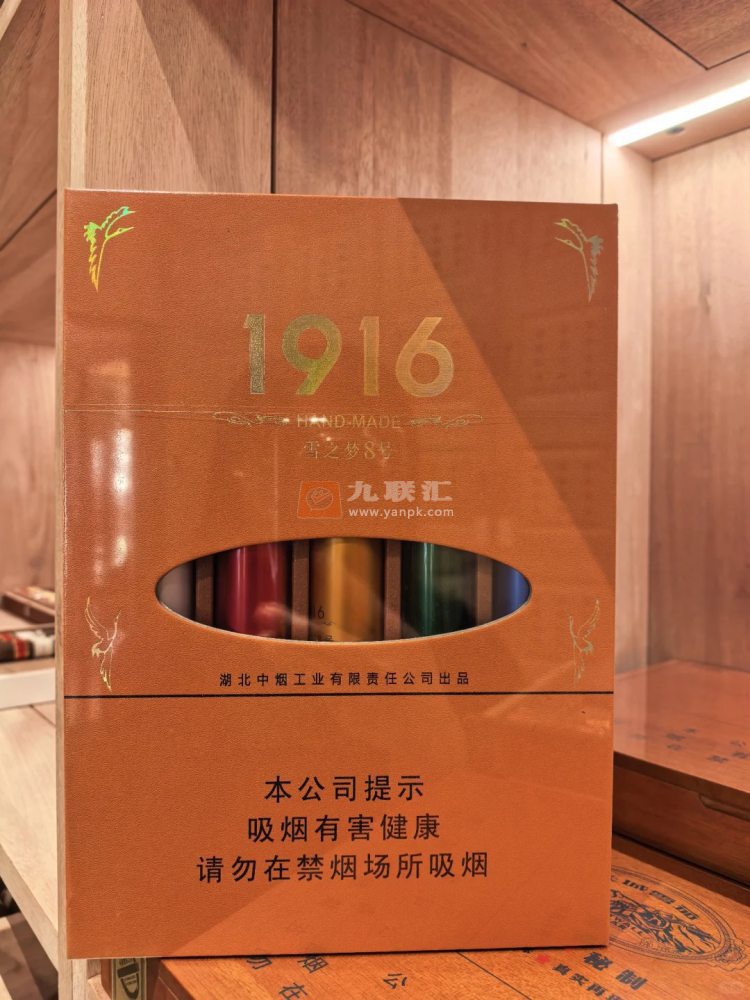 1916
HAND-MADE
雪之梦8号
九联汇
www.yanpk.com
湖北中烟工业有限责任公司出品
本公司提示
吸烟有害健康
请勿在禁烟场所吸烟
秘制